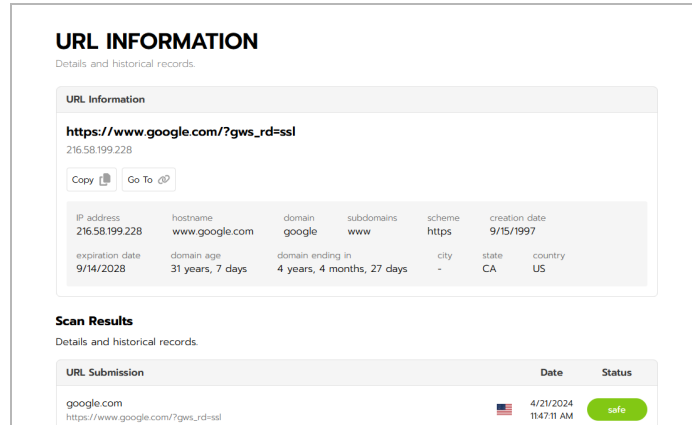 URL INFORMATION
Details and historical records.
URL Information
https://www.google.com/?gws_rd=ssl
216.58.199.228
Copy
Go To
IP address hostname domain subdomains scheme creation date
216.58.199.228 www.google.com google www https 9/15/1997
expiration date domain age domain ending in city state country
9/14/2028 31 years, 7 days 4 years, 4 months, 27 days - CA US
Scan Results
Details and historical records.
URL Submission Date Status
google.com 4/21/2024 safe
https://www.google.com/?gws_rd=ssl 11:47:11 AM